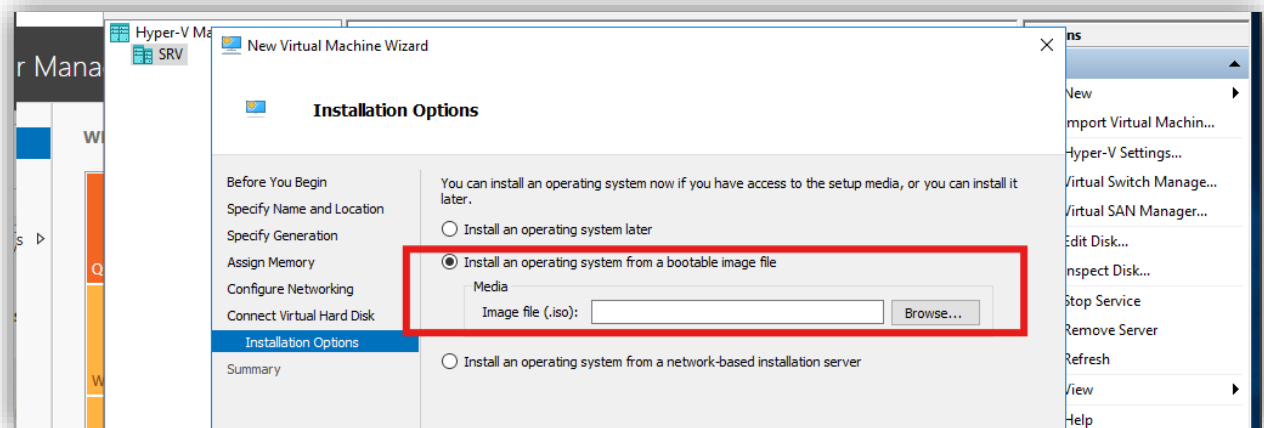 Hyper-V Ma
SRV
r Mana
WI
Q
W
New Virtual Machine Wizard
Installation Options
Before You Begin
Specify Name and Location
Specify Generation
Assign Memory
Configure Networking
Connect Virtual Hard Disk
Installation Options
Summary
You can install an operating system now if you have access to the setup media, or you can install it
later.
Install an operating system later
Install an operating system from a bootable image file
Media
Image file (.iso):
Browse...
Install an operating system from a network-based installation server
ns
New
mport Virtual Machin...
Hyper-V Settings...
Virtual Switch Manage...
Virtual SAN Manager...
Edit Disk...
nspect Disk...
Stop Service
Remove Server
Refresh
View
Help